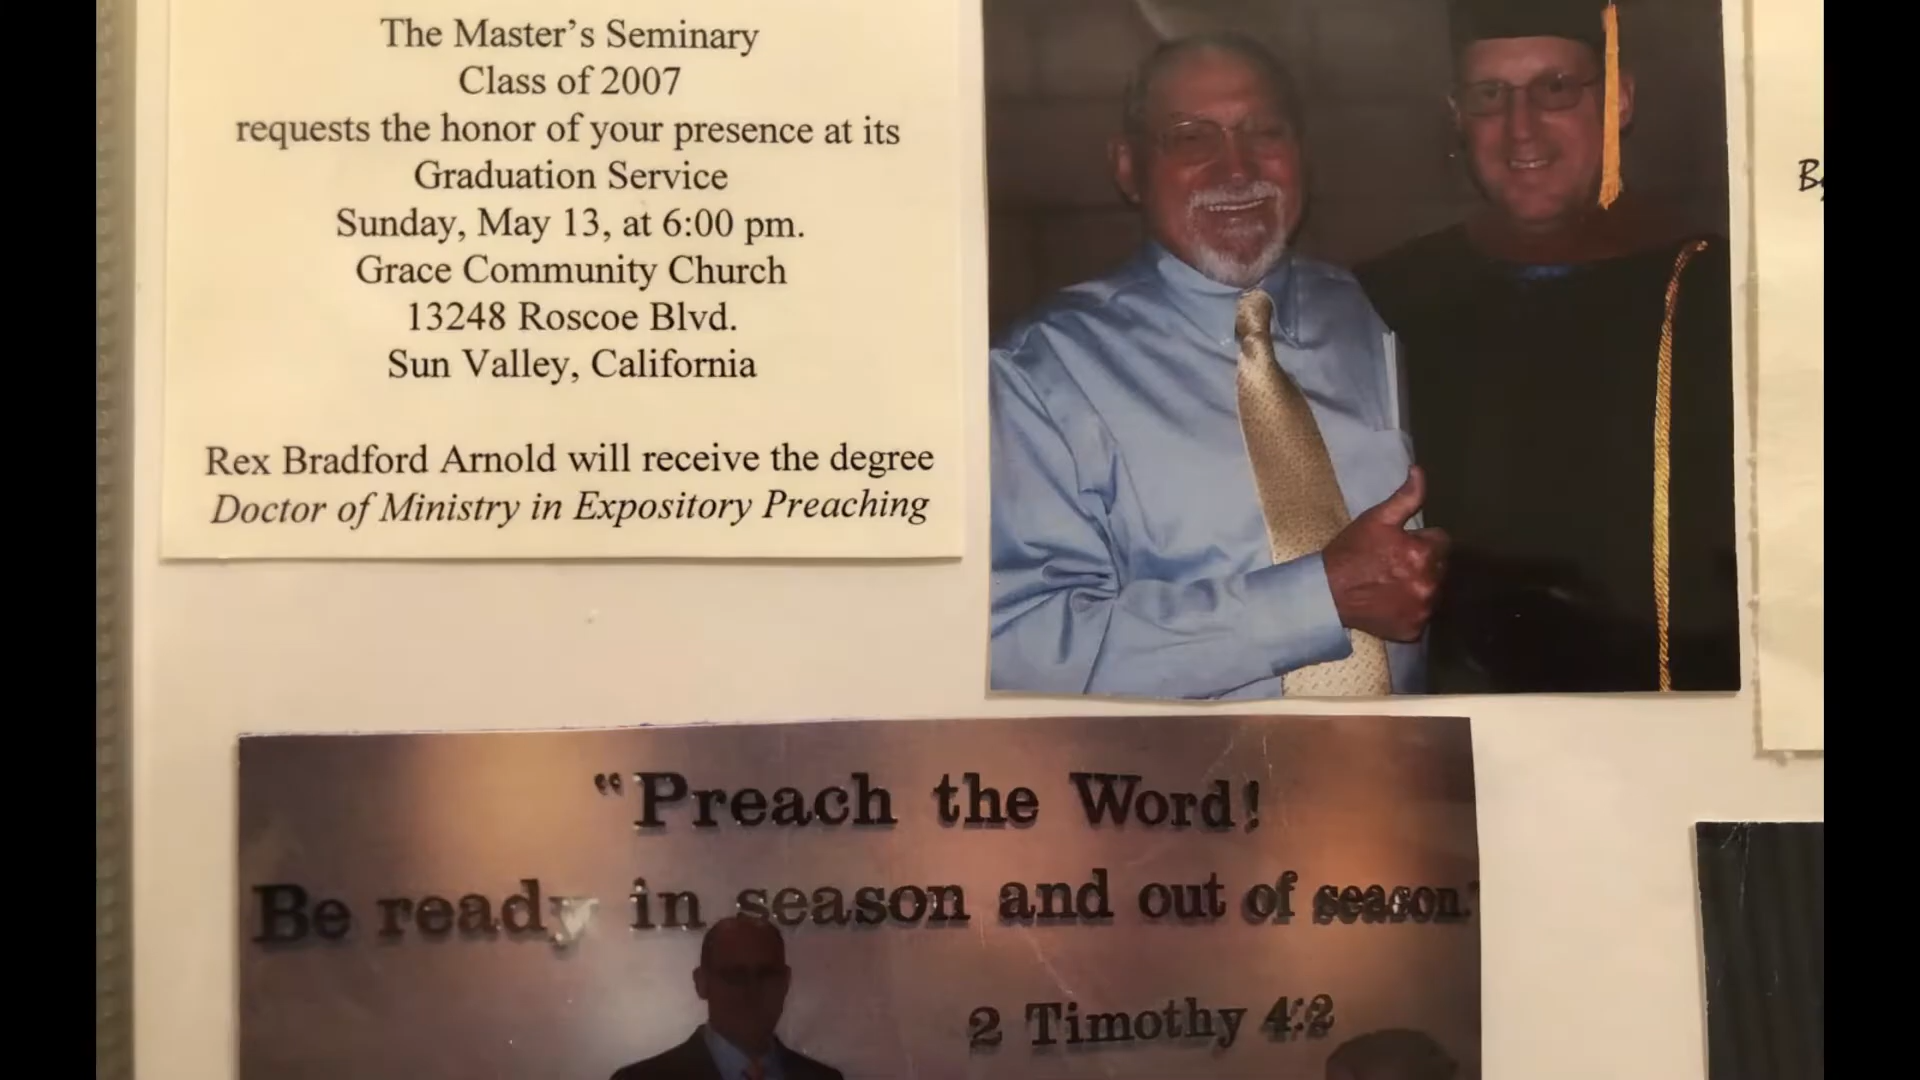 The Master's Seminary
Class of 2007
requests the honor of your presence at its
Graduation Service
Sunday, May 13, at 6:00 pm.
Grace Community Church
13248 Roscoe Blvd.
Sun Valley, California
Rex Bradford Arnold will receive the degree
Doctor of Ministry in Expository Preaching
"Preach the Word!
Be ready in season and out of season."
2 Timothy 4:2